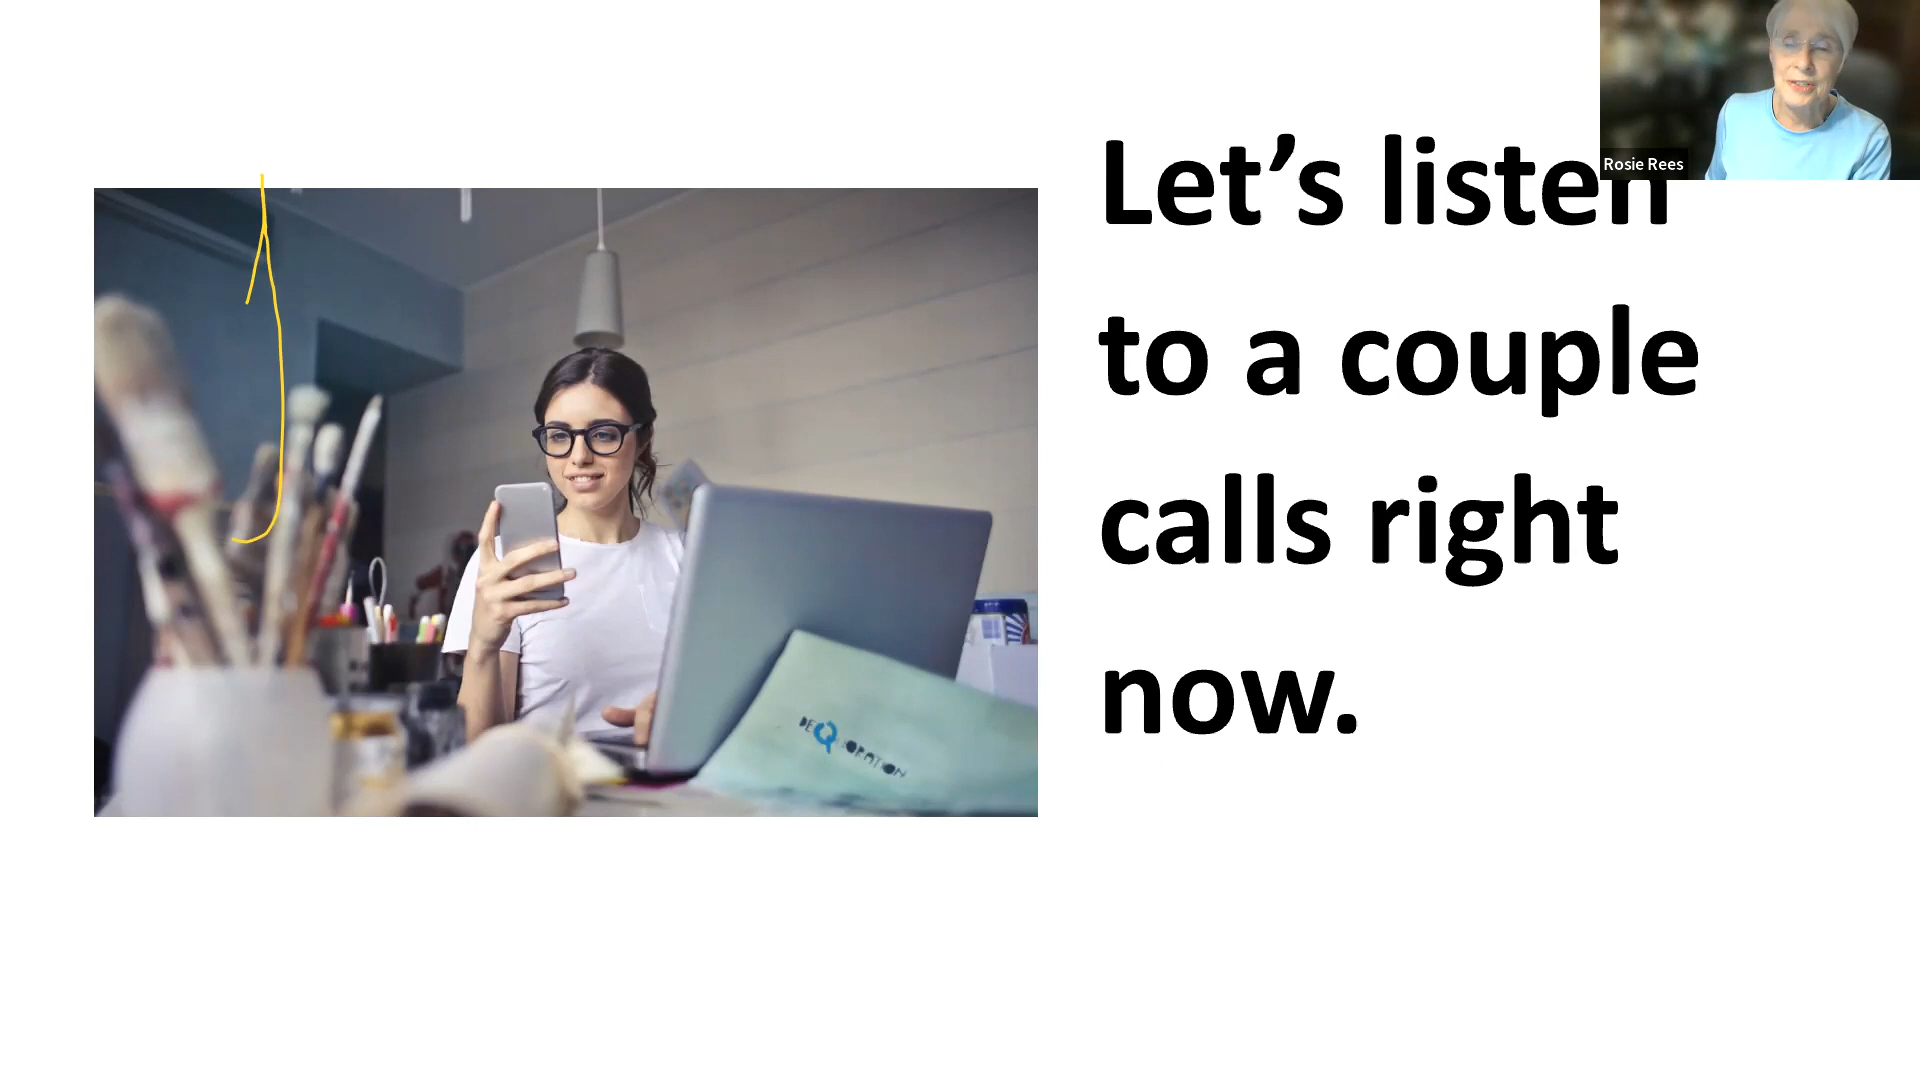 Let’s listen
to a couple
calls right
now.
Rosie Rees